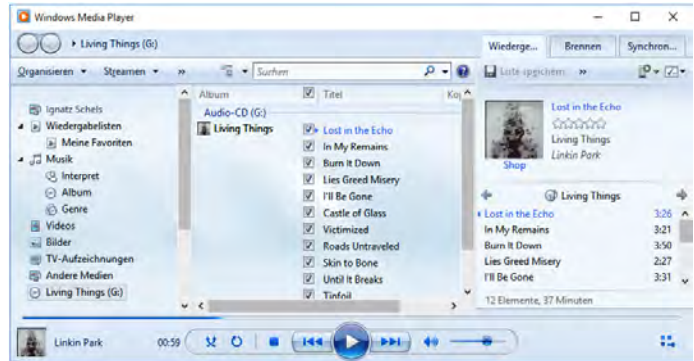 Windows Media Player
Living Things (G:)
Wiederge...
Brennen
Synchron...
Organisieren
Streamen
»
Suchen
Liste speichern
»
Album
Titel
Ignatz Schels
Wiedergabelisten
Meine Favoriten
Musik
Interpret
Album
Genre
Videos
Bilder
TV-Aufzeichnungen
Andere Medien
Living Things (G:)
Audio-CD (G:)
Living Things
Lost in the Echo
In My Remains
Burn It Down
Lies Greed Misery
I'll Be Gone
Castle of Glass
Victimized
Roads Untraveled
Skin to Bone
Until It Breaks
Tinfoil
Lost in the Echo
Living Things
Linkin Park
Shop
Living Things
Lost in the Echo 3:26
In My Remains 3:21
Burn It Down 3:50
Lies Greed Misery 2:27
I'll Be Gone 3:31
12 Elemente, 37 Minuten
Linkin Park
00:59